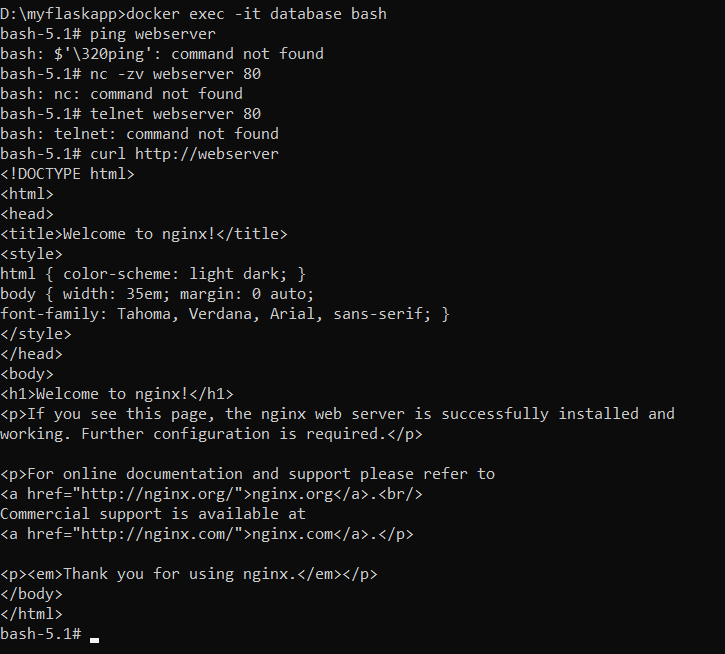 D:\myflaskapp>docker exec -it database bash
bash-5.1# ping webserver
bash: $'\320ping': command not found
bash-5.1# nc -zv webserver 80
bash: nc: command not found
bash-5.1# telnet webserver 80
bash: telnet: command not found
bash-5.1# curl http://webserver
<!DOCTYPE html>
<html>
<head>
<title>Welcome to nginx!</title>
<style>
html { color-scheme: light dark; }
body { width: 35em; margin: 0 auto;
font-family: Tahoma, Verdana, Arial, sans-serif; }
</style>
</head>
<body>
<h1>Welcome to nginx!</h1>
<p>If you see this page, the nginx web server is successfully installed and
working. Further configuration is required.</p>

<p>For online documentation and support please refer to
<a href="http://nginx.org/">nginx.org</a>.<br/>
Commercial support is available at
<a href="http://nginx.com/">nginx.com</a>.</p>

<p><em>Thank you for using nginx.</em></p>
</body>
</html>
bash-5.1#